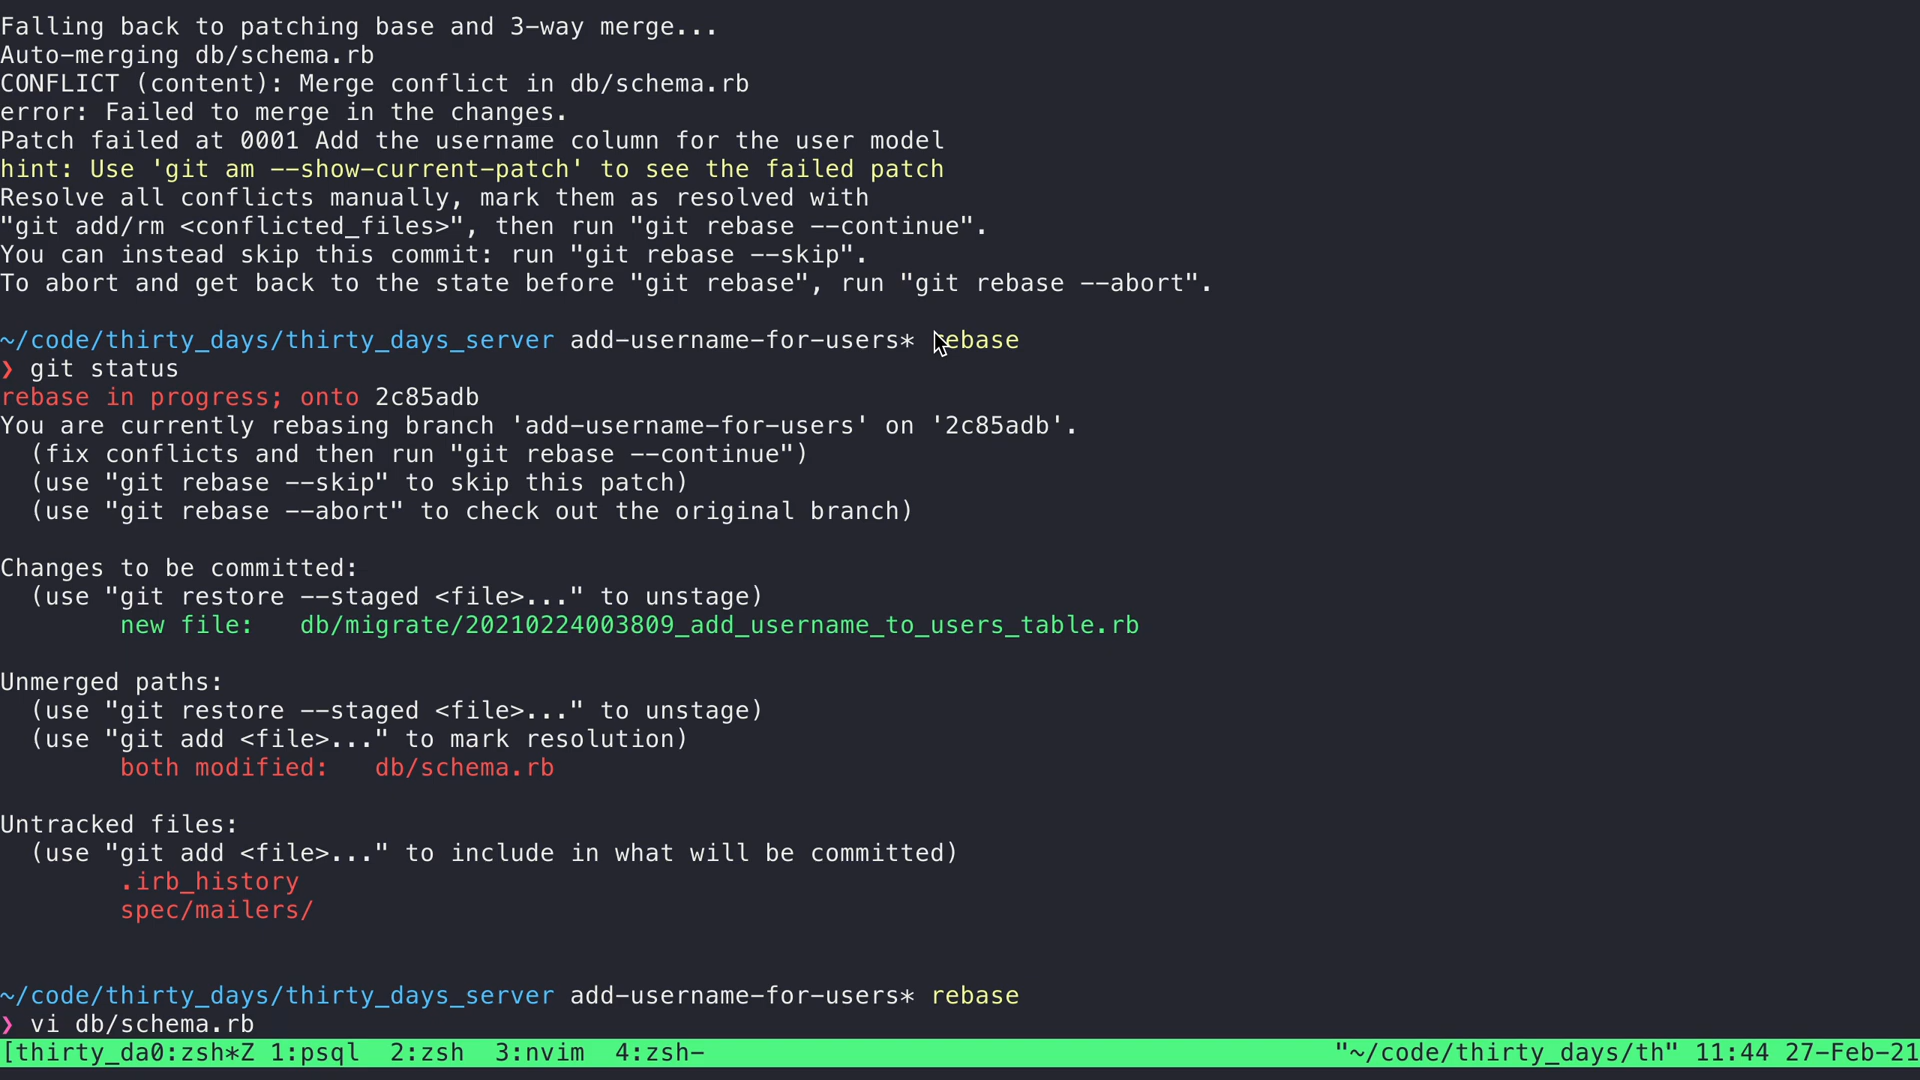 Falling back to patching base and 3-way merge...
Auto-merging db/schema.rb
CONFLICT (content): Merge conflict in db/schema.rb
error: Failed to merge in the changes.
Patch failed at 0001 Add the username column for the user model
hint: Use 'git am --show-current-patch' to see the failed patch
Resolve all conflicts manually, mark them as resolved with
"git add/rm <conflicted_files>", then run "git rebase --continue".
You can instead skip this commit: run "git rebase --skip".
To abort and get back to the state before "git rebase", run "git rebase --abort".
~/code/thirty_days/thirty_days_server add-username-for-users* rebase
❯ git status
rebase in progress; onto 2c85adb
You are currently rebasing branch 'add-username-for-users' on '2c85adb'.
  (fix conflicts and then run "git rebase --continue")
  (use "git rebase --skip" to skip this patch)
  (use "git rebase --abort" to check out the original branch)
Changes to be committed:
  (use "git restore --staged <file>..." to unstage)
        new file:   db/migrate/20210224003809_add_username_to_users_table.rb
Unmerged paths:
  (use "git restore --staged <file>..." to unstage)
  (use "git add <file>..." to mark resolution)
        both modified:   db/schema.rb
Untracked files:
  (use "git add <file>..." to include in what will be committed)
        .irb_history
        spec/mailers/
~/code/thirty_days/thirty_days_server add-username-for-users* rebase
❯ vi db/schema.rb
[thirty_da0:zsh*Z 1:psql  2:zsh  3:nvim  4:zsh- "~/code/thirty_days/th" 11:44 27-Feb-21